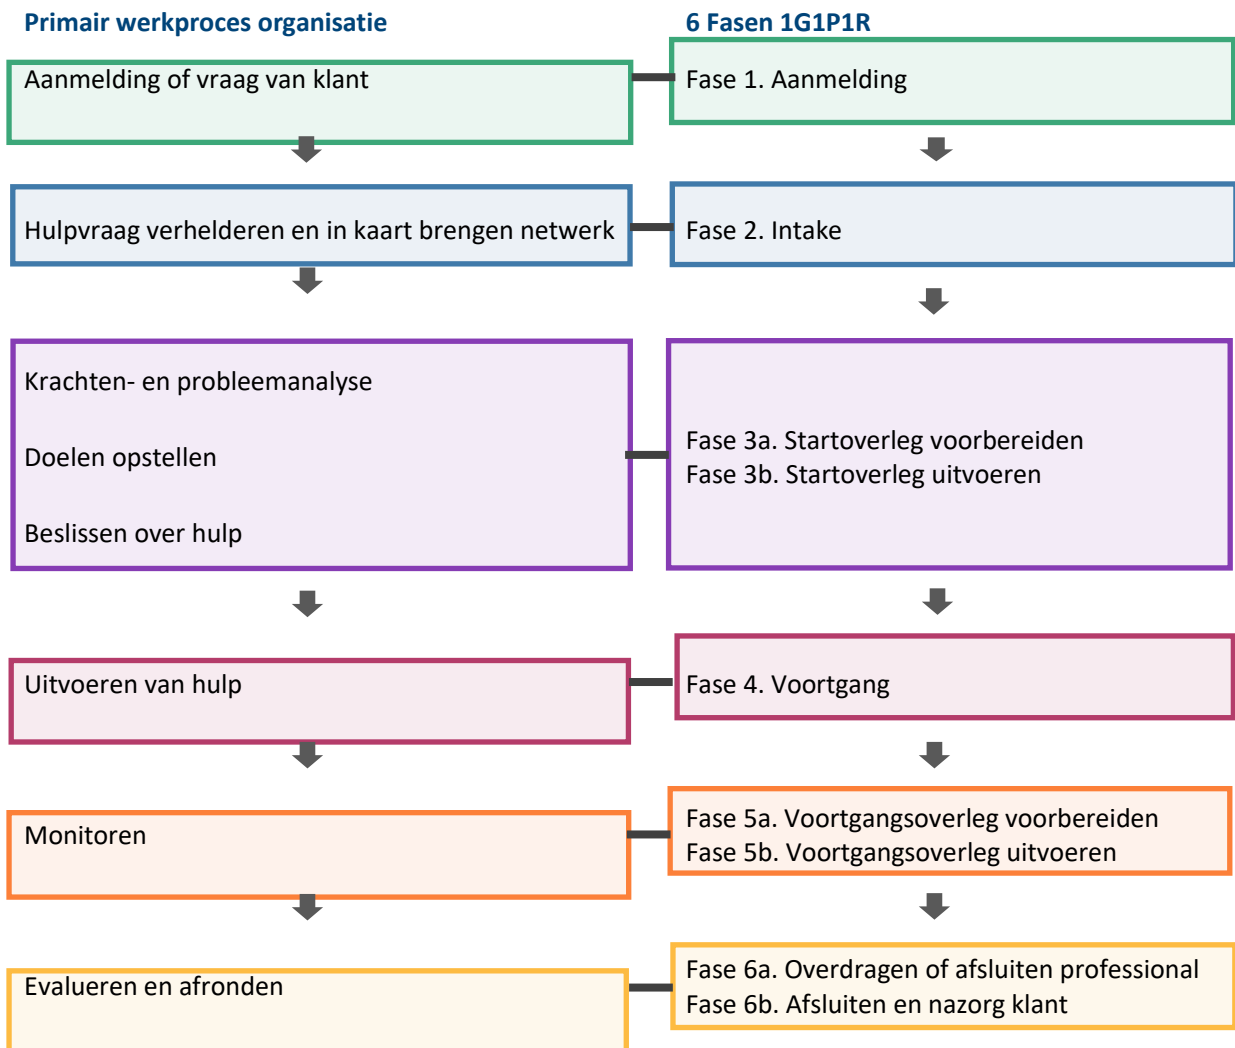 Primair werkproces organisatie
6 Fasen 1G1P1R
Aanmelding of vraag van klant
Fase 1. Aanmelding
Hulpvraag verhelderen en in kaart brengen netwerk
Fase 2. Intake
Krachten- en probleemanalyse
Doelen opstellen
Beslissen over hulp
Fase 3a. Startoverleg voorbereiden
Fase 3b. Startoverleg uitvoeren
Uitvoeren van hulp
Fase 4. Voortgang
Monitoren
Fase 5a. Voortgangsoverleg voorbereiden
Fase 5b. Voortgangsoverleg uitvoeren
Evalueren en afronden
Fase 6a. Overdragen of afsluiten professional
Fase 6b. Afsluiten en nazorg klant